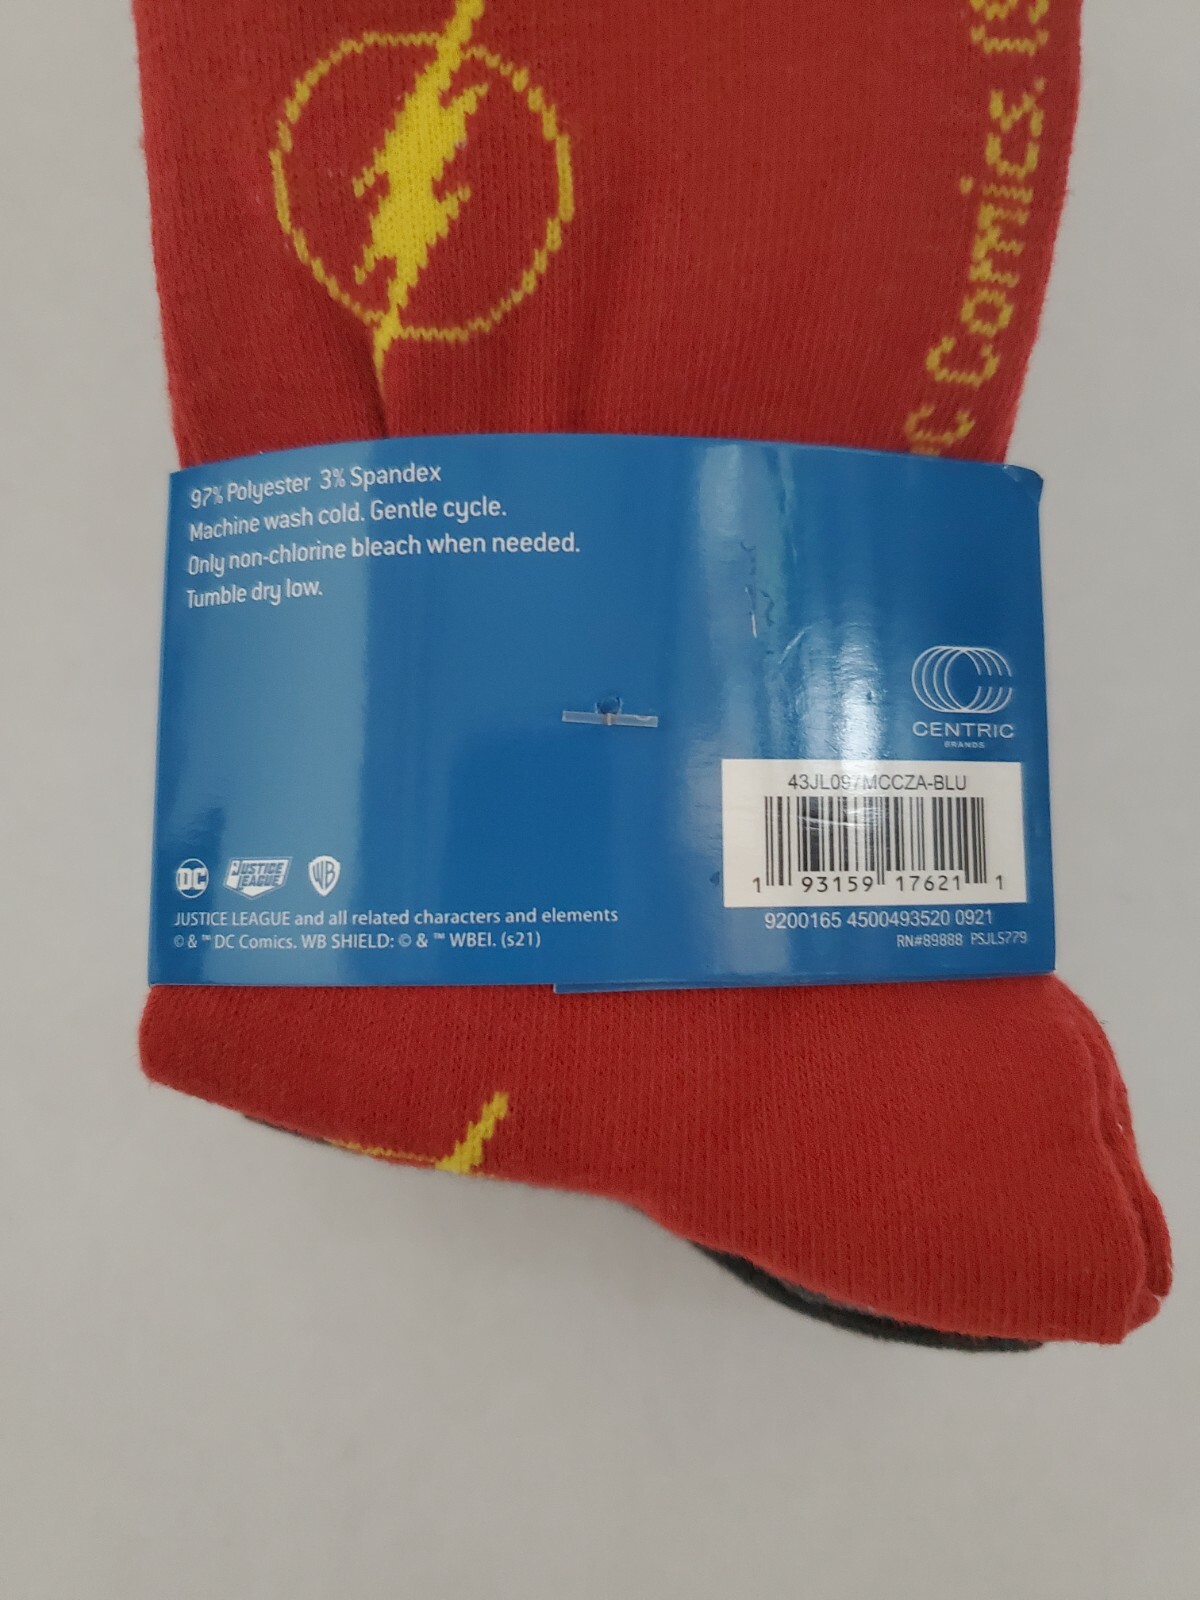 C Comics. (s
97% Polyester 3% Spandex
Machine wash cold. Gentle cycle.
Only non-chlorine bleach when needed.
Tumble dry low.
CENTRIC
BRANDS
43JL097MCCZA-BLU
1 93159 17621 1
DC JUSTICE LEAGUE WB
JUSTICE LEAGUE and all related characters and elements
© & ™ DC Comics. WB SHIELD: © & ™ WBEI. (s21)
9200165 4500493520 0921
RN#89888 PSJL5779